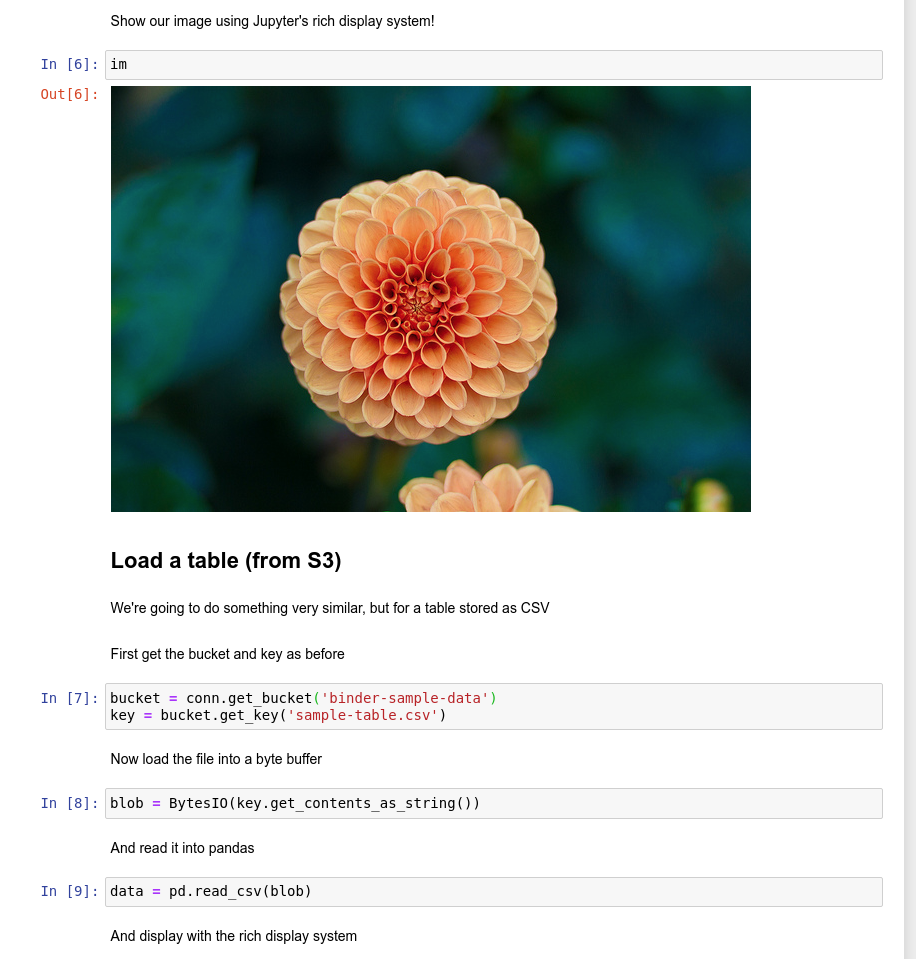 Show our image using Jupyter's rich display system!
In [6]: im
Out[6]:
Load a table (from S3)
We're going to do something very similar, but for a table stored as CSV
First get the bucket and key as before
In [7]: bucket = conn.get_bucket('binder-sample-data')
key = bucket.get_key('sample-table.csv')
Now load the file into a byte buffer
In [8]: blob = BytesIO(key.get_contents_as_string())
And read it into pandas
In [9]: data = pd.read_csv(blob)
And display with the rich display system